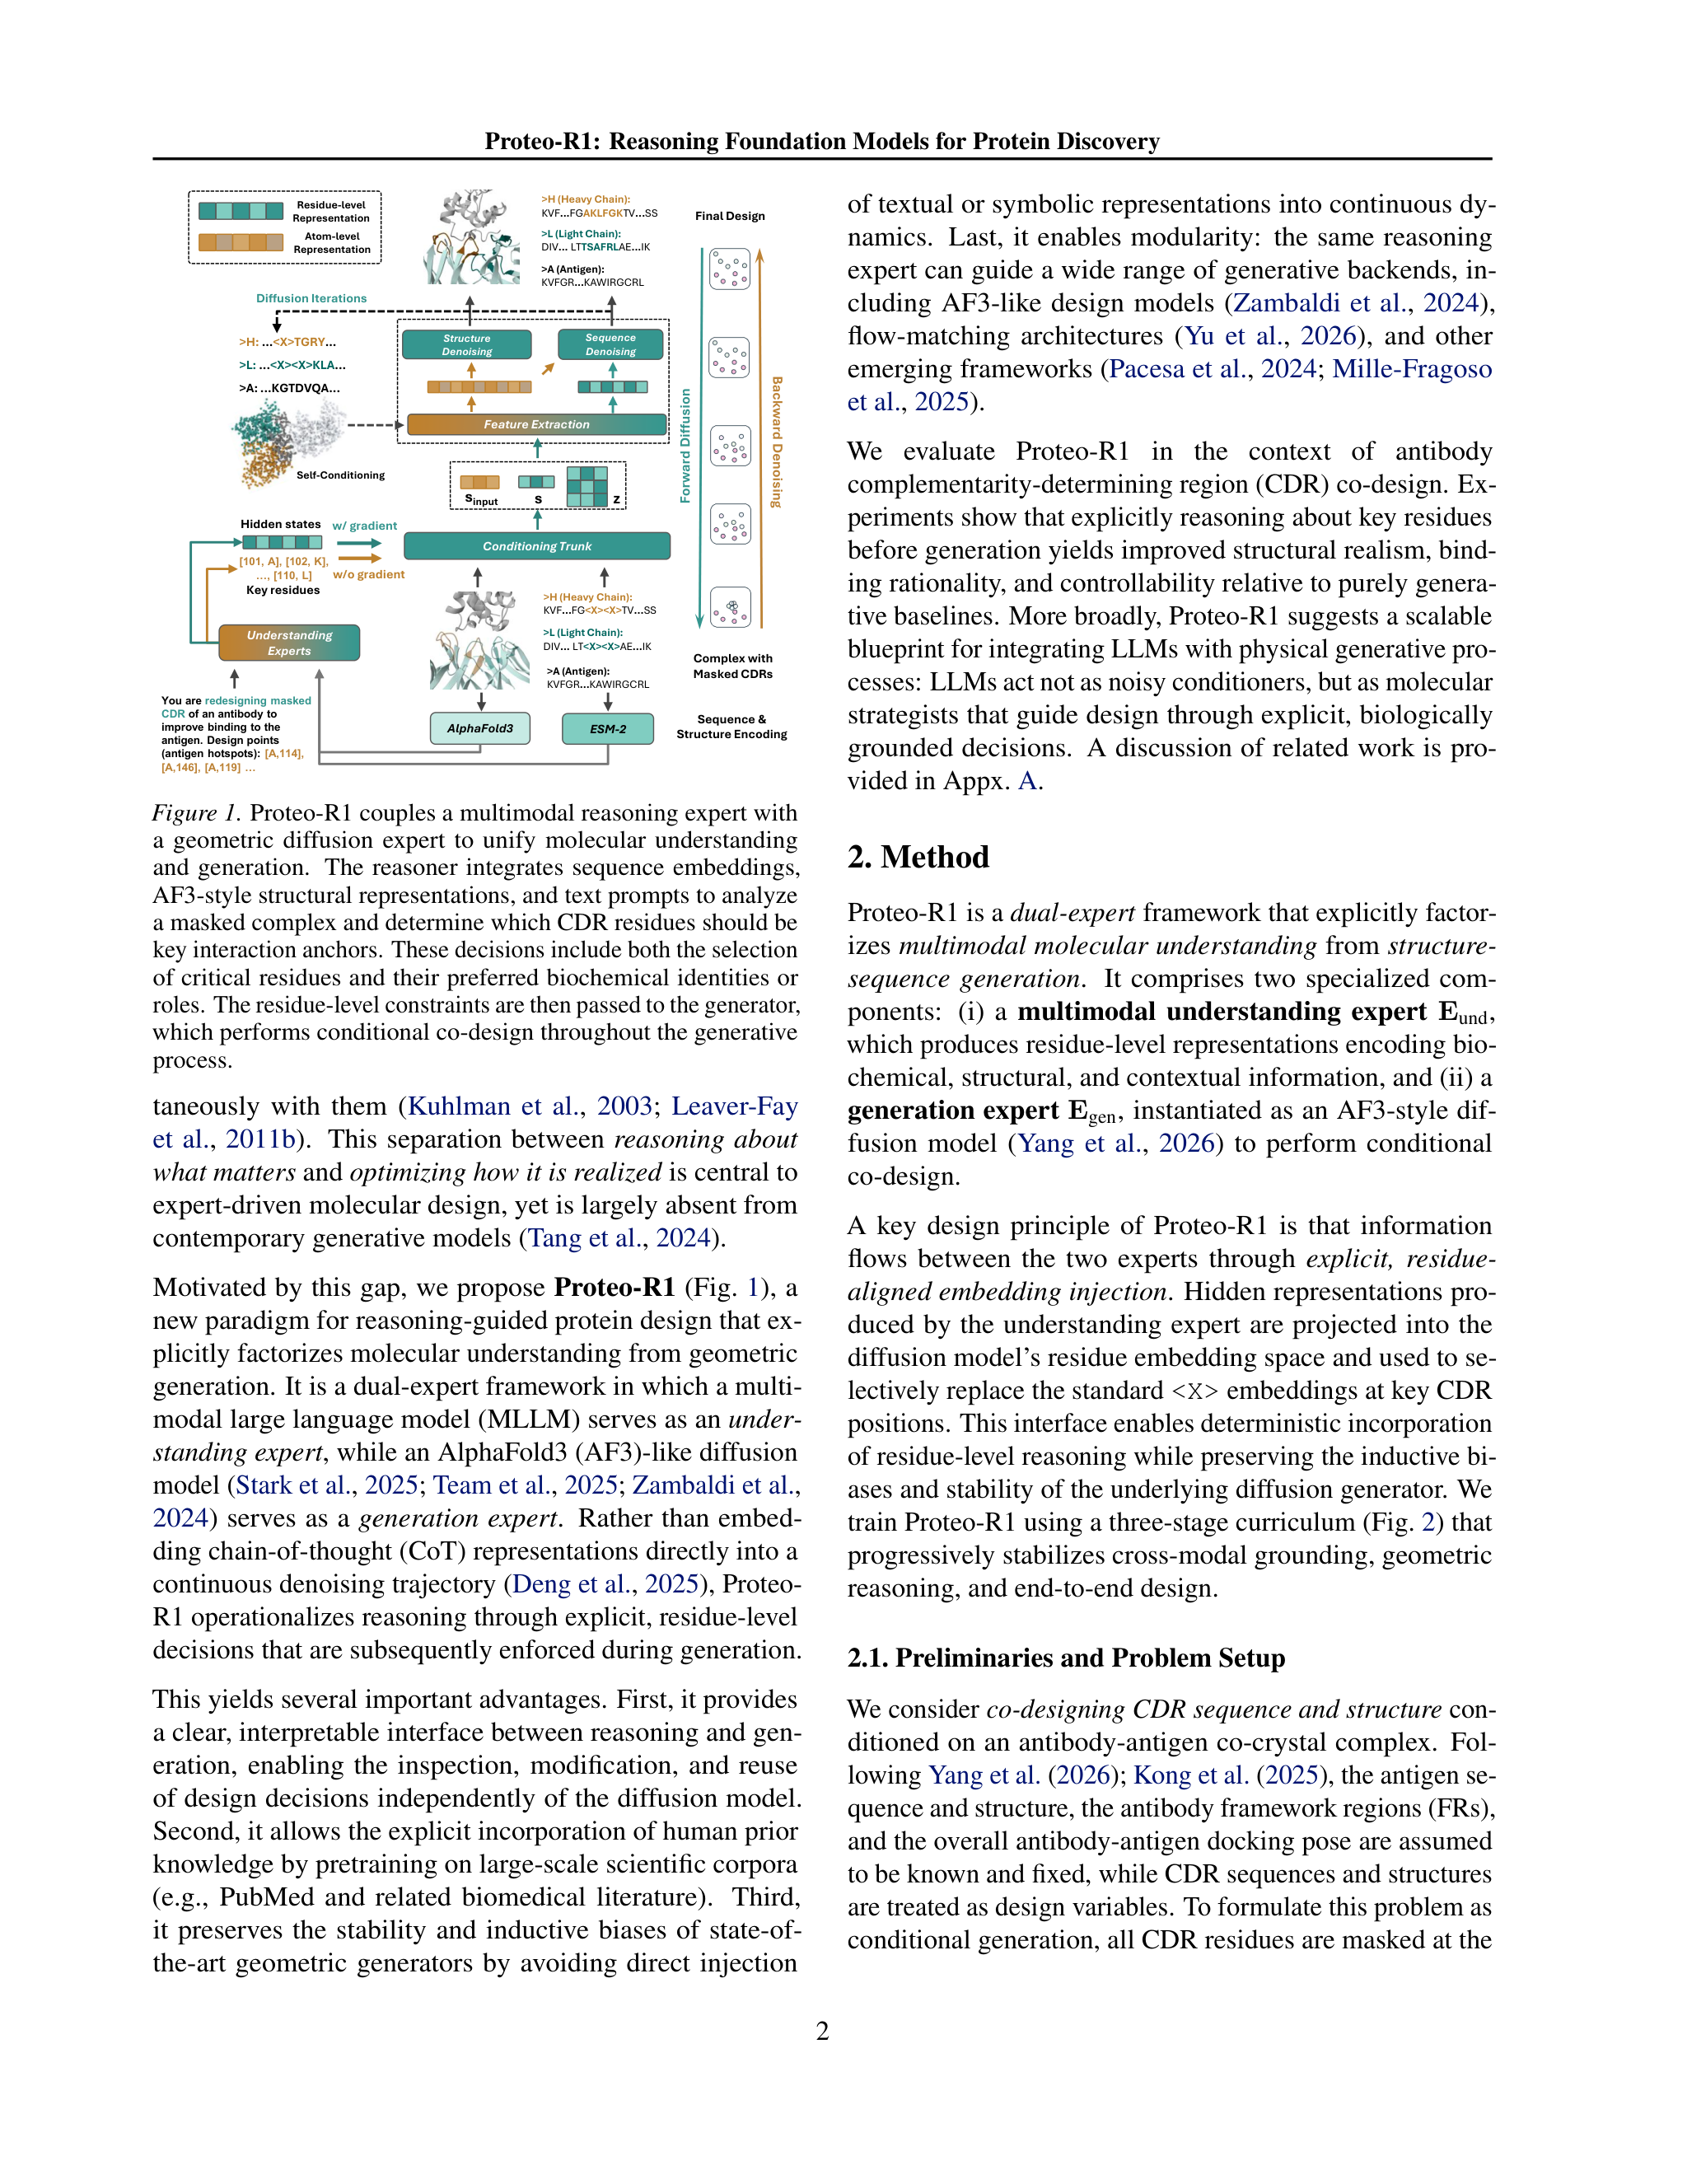 Proteo-R1: Reasoning Foundation Models for Protein Discovery
Residue-level
Representation
Atom-level
Representation
>H (Heavy Chain):
KVF...FGAKLFGKTV...SS
>L (Light Chain):
DIV... LTTSAFRLAE...IK
>A (Antigen):
KVFGR...KAWIRGCRL
Final Design
Diffusion Iterations
>H: ...<X>TGRY...
>L: ...<X><X>KLA...
>A: ...KGTDVQA...
Structure
Denoising
Sequence
Denoising
Feature Extraction
Self-Conditioning
Sinput
s
z
Forward Diffusion
Backward Denoising
Hidden states
w/ gradient
[101, A], [102, K],
..., [110, L]
w/o gradient
Key residues
Conditioning Trunk
>H (Heavy Chain):
KVF...FG<X><X>TV...SS
>L (Light Chain):
DIV... LT<X><X>AE...IK
>A (Antigen):
KVFGR...KAWIRGCRL
Understanding
Experts
Complex with
Masked CDRs
You are redesigning masked
CDR of an antibody to
improve binding to the
antigen. Design points
(antigen hotspots): [A,114],
[A,146], [A,119] ...
AlphaFold3
ESM-2
Sequence &
Structure Encoding
Figure 1. Proteo-R1 couples a multimodal reasoning expert with
a geometric diffusion expert to unify molecular understanding
and generation. The reasoner integrates sequence embeddings,
AF3-style structural representations, and text prompts to analyze
a masked complex and determine which CDR residues should be
key interaction anchors. These decisions include both the selection
of critical residues and their preferred biochemical identities or
roles. The residue-level constraints are then passed to the generator,
which performs conditional co-design throughout the generative
process.
taneously with them (Kuhlman et al., 2003; Leaver-Fay
et al., 2011b). This separation between reasoning about
what matters and optimizing how it is realized is central to
expert-driven molecular design, yet is largely absent from
contemporary generative models (Tang et al., 2024).
Motivated by this gap, we propose Proteo-R1 (Fig. 1), a
new paradigm for reasoning-guided protein design that ex-
plicitly factorizes molecular understanding from geometric
generation. It is a dual-expert framework in which a multi-
modal large language model (MLLM) serves as an under-
standing expert, while an AlphaFold3 (AF3)-like diffusion
model (Stark et al., 2025; Team et al., 2025; Zambaldi et al.,
2024) serves as a generation expert. Rather than embed-
ding chain-of-thought (CoT) representations directly into a
continuous denoising trajectory (Deng et al., 2025), Proteo-
R1 operationalizes reasoning through explicit, residue-level
decisions that are subsequently enforced during generation.
This yields several important advantages. First, it provides
a clear, interpretable interface between reasoning and gen-
eration, enabling the inspection, modification, and reuse
of design decisions independently of the diffusion model.
Second, it allows the explicit incorporation of human prior
knowledge by pretraining on large-scale scientific corpora
(e.g., PubMed and related biomedical literature). Third,
it preserves the stability and inductive biases of state-of-
the-art geometric generators by avoiding direct injection
of textual or symbolic representations into continuous dy-
namics. Last, it enables modularity: the same reasoning
expert can guide a wide range of generative backends, in-
cluding AF3-like design models (Zambaldi et al., 2024),
flow-matching architectures (Yu et al., 2026), and other
emerging frameworks (Pacesa et al., 2024; Mille-Fragoso
et al., 2025).
We evaluate Proteo-R1 in the context of antibody
complementarity-determining region (CDR) co-design. Ex-
periments show that explicitly reasoning about key residues
before generation yields improved structural realism, bind-
ing rationality, and controllability relative to purely genera-
tive baselines. More broadly, Proteo-R1 suggests a scalable
blueprint for integrating LLMs with physical generative pro-
cesses: LLMs act not as noisy conditioners, but as molecular
strategists that guide design through explicit, biologically
grounded decisions. A discussion of related work is pro-
vided in Appx. A.
2. Method
Proteo-R1 is a dual-expert framework that explicitly factor-
izes multimodal molecular understanding from structure-
sequence generation. It comprises two specialized com-
ponents: (i) a multimodal understanding expert Eund,
which produces residue-level representations encoding bio-
chemical, structural, and contextual information, and (ii) a
generation expert Egen, instantiated as an AF3-style dif-
fusion model (Yang et al., 2026) to perform conditional
co-design.
A key design principle of Proteo-R1 is that information
flows between the two experts through explicit, residue-
aligned embedding injection. Hidden representations pro-
duced by the understanding expert are projected into the
diffusion model's residue embedding space and used to se-
lectively replace the standard <X> embeddings at key CDR
positions. This interface enables deterministic incorporation
of residue-level reasoning while preserving the inductive bi-
ases and stability of the underlying diffusion generator. We
train Proteo-R1 using a three-stage curriculum (Fig. 2) that
progressively stabilizes cross-modal grounding, geometric
reasoning, and end-to-end design.
2.1. Preliminaries and Problem Setup
We consider co-designing CDR sequence and structure con-
ditioned on an antibody-antigen co-crystal complex. Fol-
lowing Yang et al. (2026); Kong et al. (2025), the antigen se-
quence and structure, the antibody framework regions (FRs),
and the overall antibody-antigen docking pose are assumed
to be known and fixed, while CDR sequences and structures
are treated as design variables. To formulate this problem as
conditional generation, all CDR residues are masked at the
2